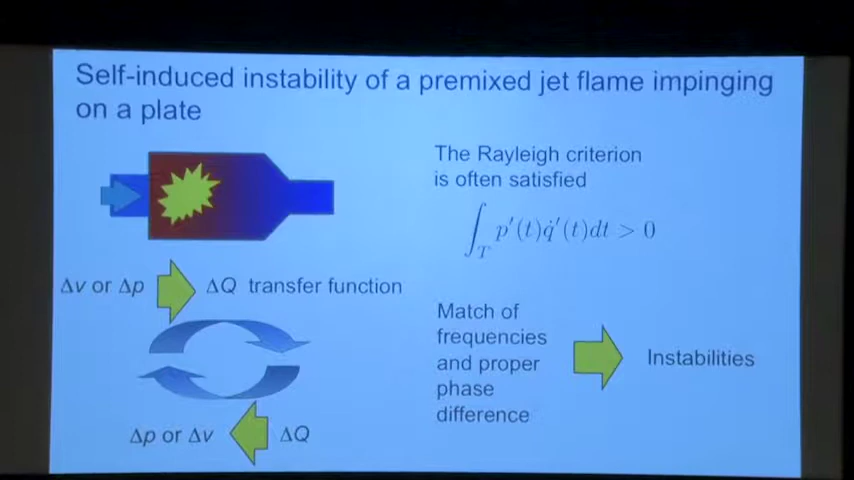 Self-induced instability of a premixed jet flame impinging
on a plate
The Rayleigh criterion
is often satisfied
∫_T p′(t)q̇′(t)dt > 0
Δv or Δp
ΔQ transfer function
Match of
frequencies
and proper
phase
difference
Instabilities
Δp or Δv
ΔQ